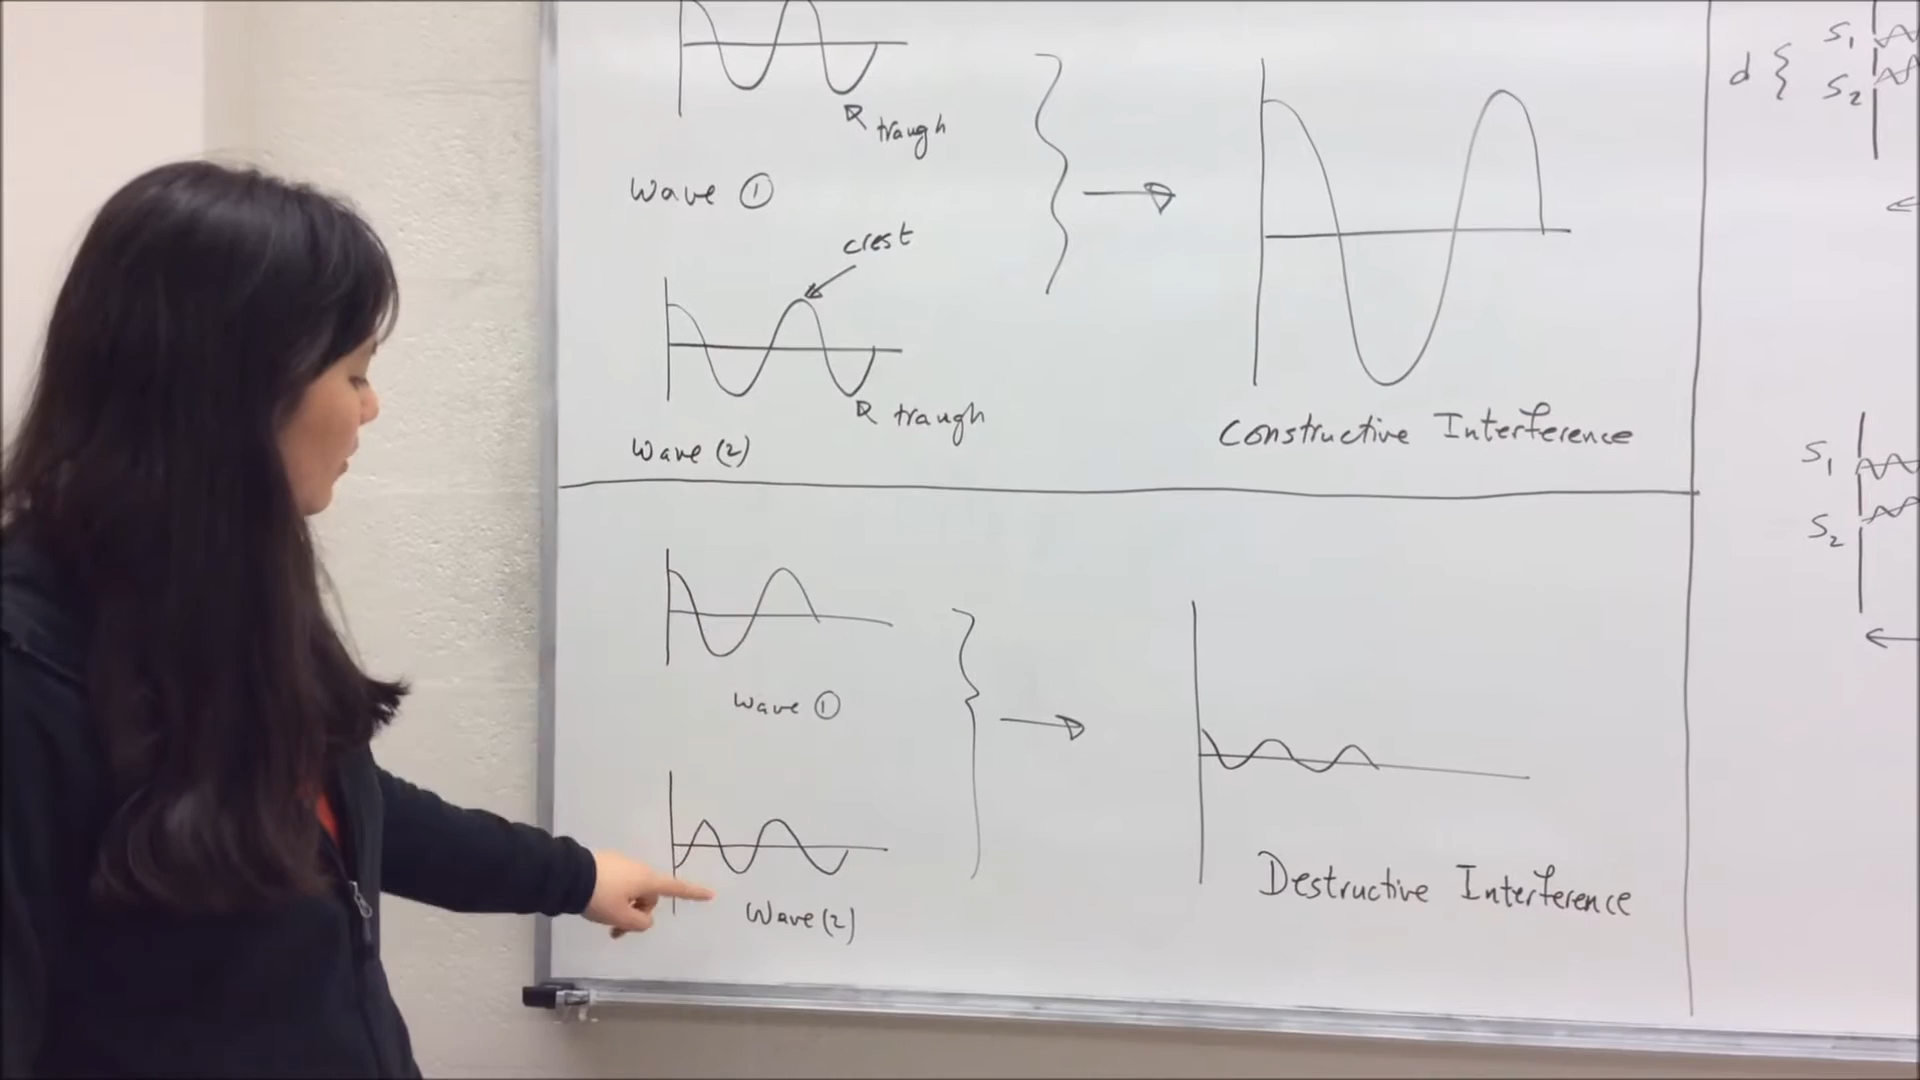 trough
Wave ①
crest
trough
Wave (2)
Constructive Interference
Wave ①
Wave (2)
Destructive Interference
d { S₁
S₂
S₁
S₂